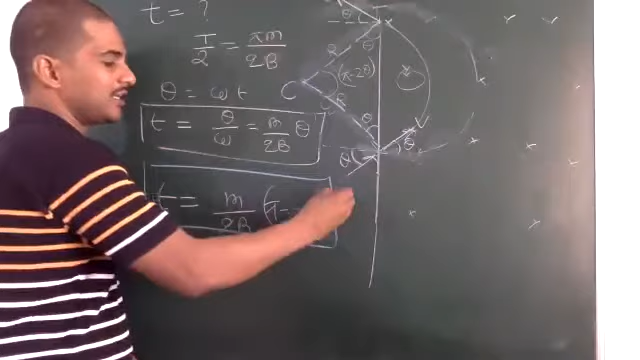 t = ?
T/2 = πm/2B
θ = ωt
t = θ/ω = m/2B θ
t = m/2B (π-
C
R
R
(π-2θ)
θ
θ
θ
θ
θ